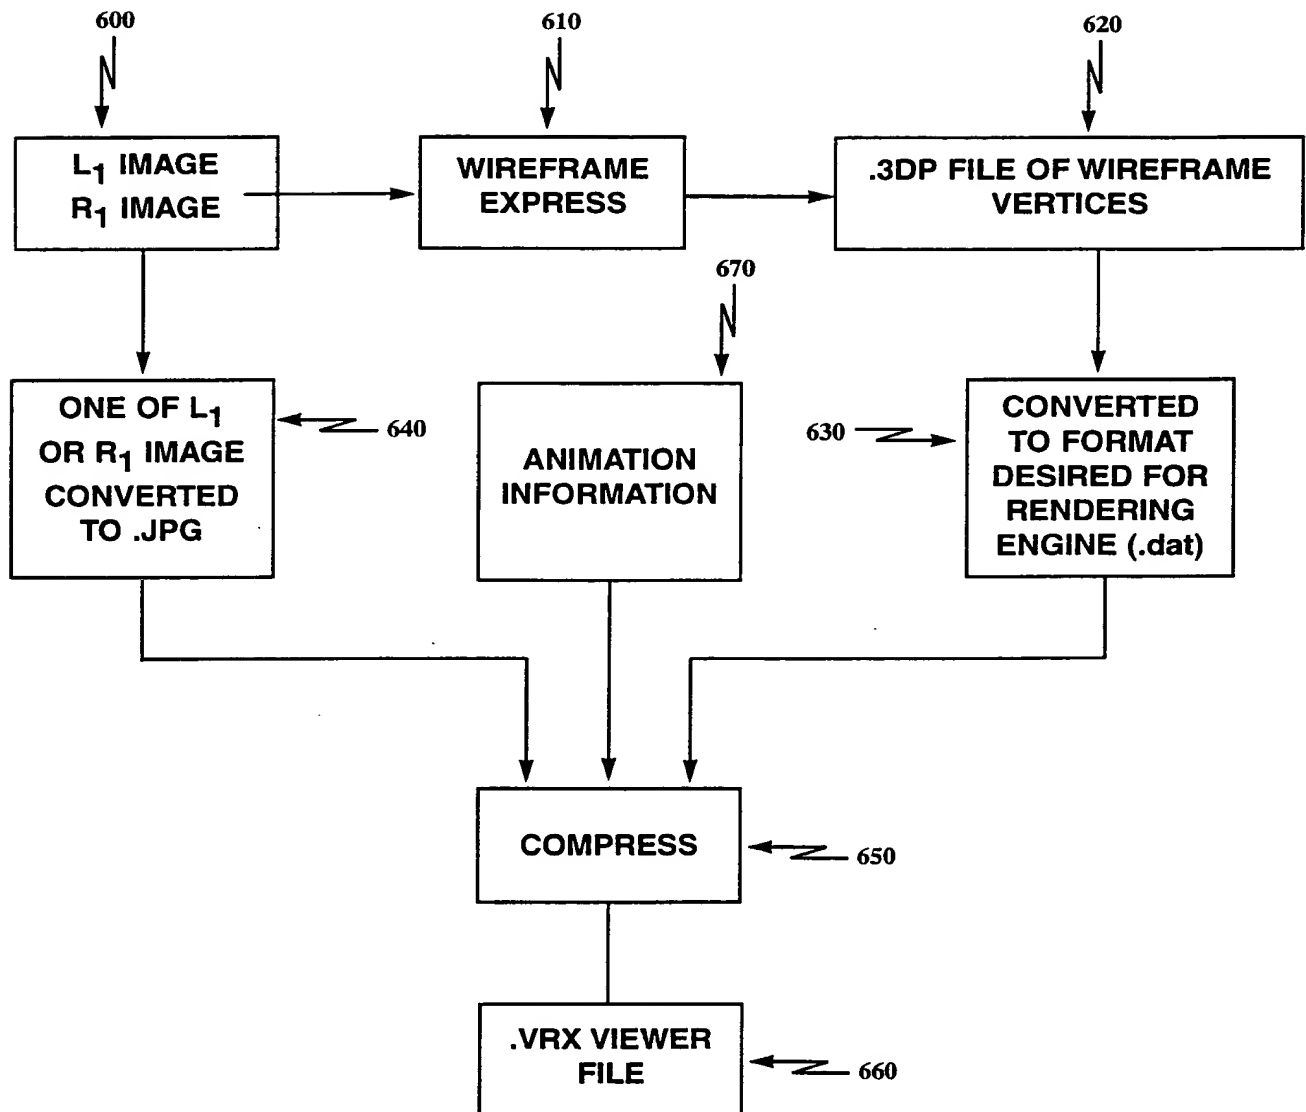 600
610
620
L1 IMAGE
R1 IMAGE
WIREFRAME
EXPRESS
.3DP FILE OF WIREFRAME
VERTICES
670
ONE OF L1
OR R1 IMAGE
CONVERTED
TO .JPG
640
ANIMATION
INFORMATION
630
CONVERTED
TO FORMAT
DESIRED FOR
RENDERING
ENGINE (.dat)
COMPRESS
650
.VRX VIEWER
FILE
660